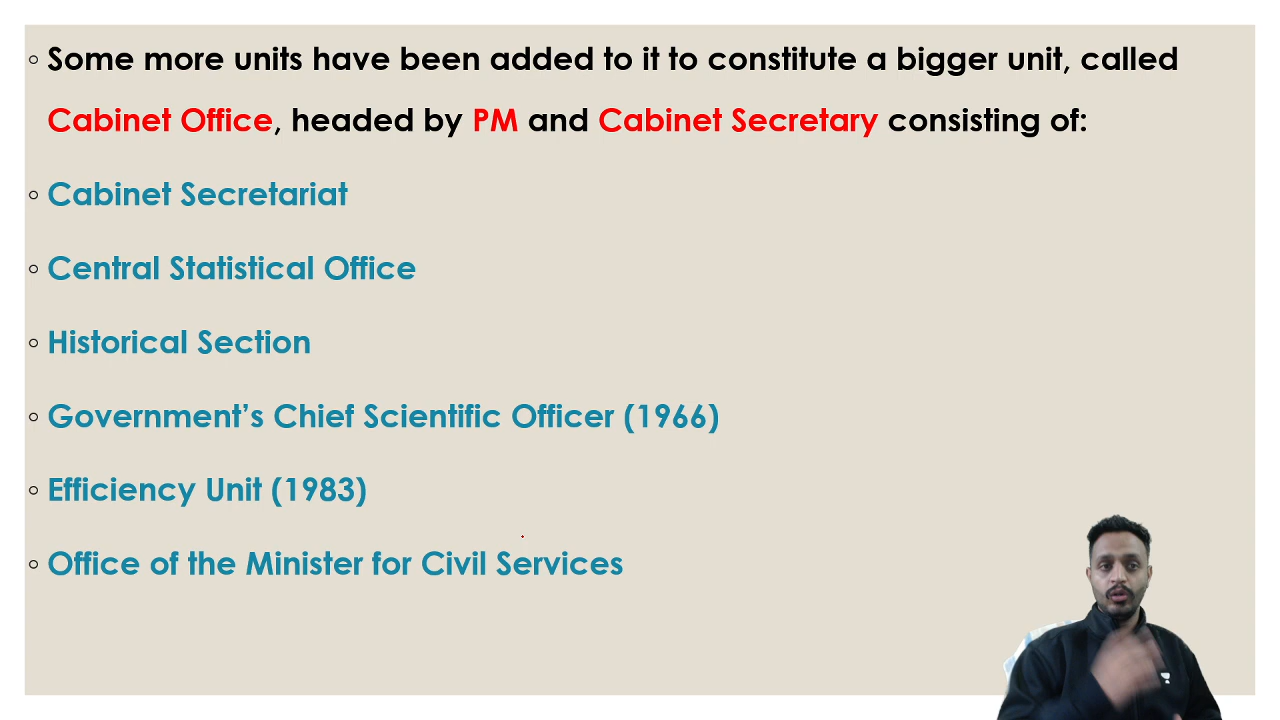 ◦ Some more units have been added to it to constitute a bigger unit, called
Cabinet Office, headed by PM and Cabinet Secretary consisting of:
◦ Cabinet Secretariat
◦ Central Statistical Office
◦ Historical Section
◦ Government’s Chief Scientific Officer (1966)
◦ Efficiency Unit (1983)
◦ Office of the Minister for Civil Services